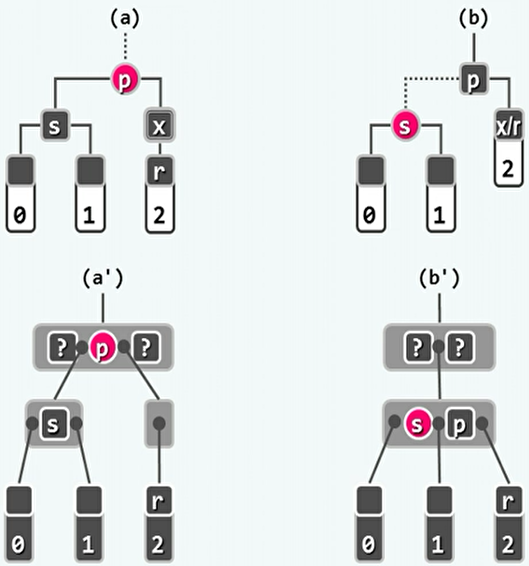 (a) (b)
p p
s x s x/r
r
0 1 2 0 1 2
(a') (b')
? p ? ? ?
s s p
r r
0 1 2 0 1 2